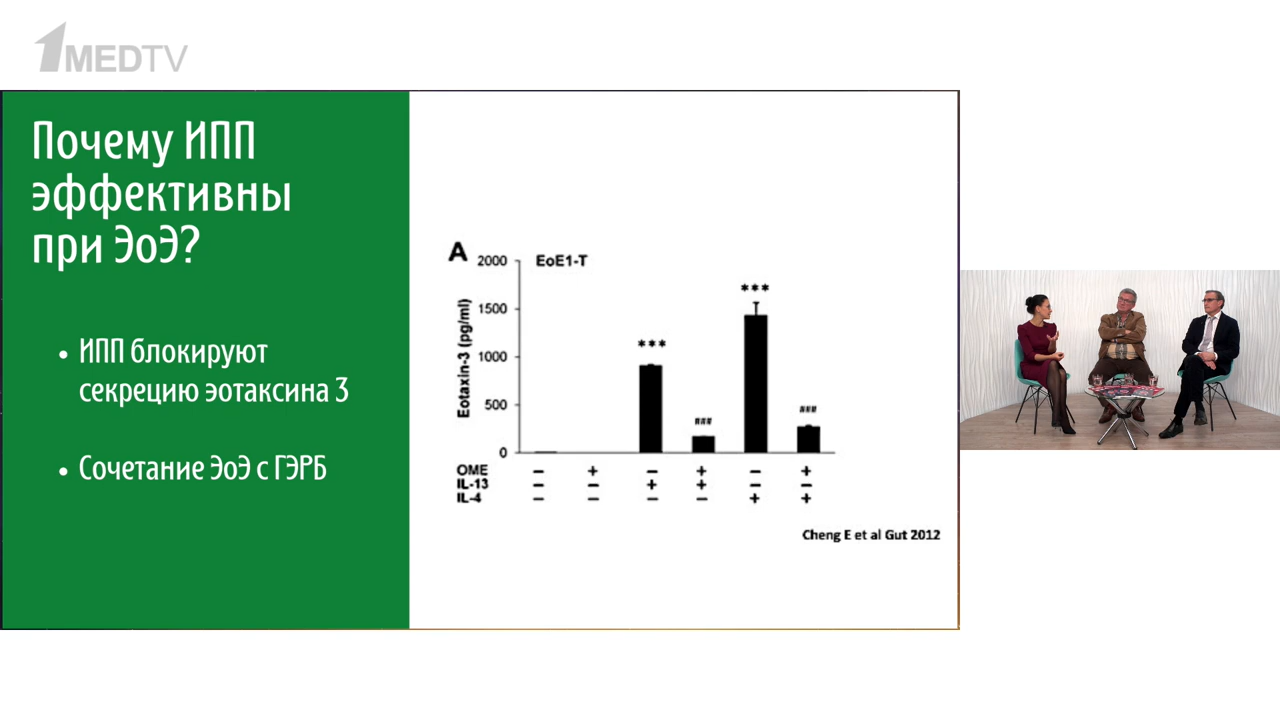 1MEDTV
Почему ИПП
эффективны
при ЭоЭ?
• ИПП блокируют
секрецию эотаксина 3
• Сочетание ЭоЭ с ГЭРБ
A
EoE1-T
Eotaxin-3 (pg/ml)
2000
1500
1000
500
0
*** ### *** ###
OME – + – + – +
IL-13 – – + + – –
IL-4 – – – – + +
Cheng E et al Gut 2012